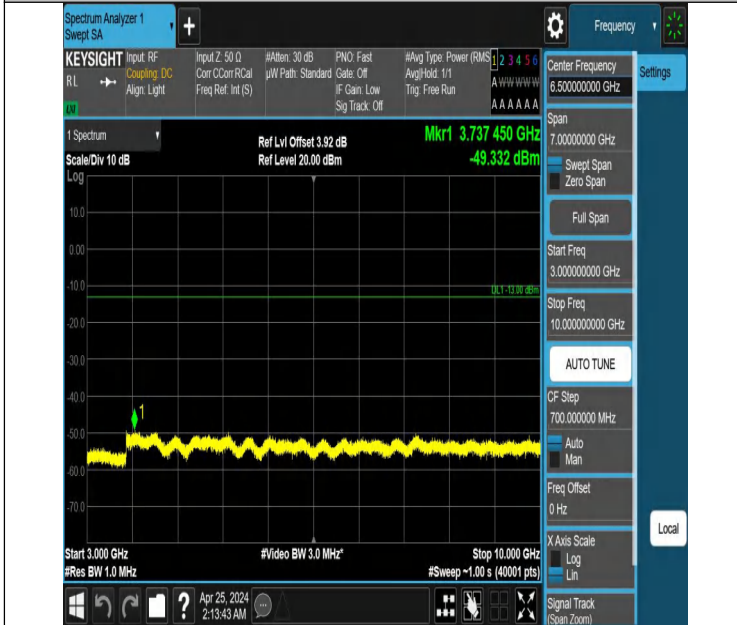 Spectrum Analyzer 1
Swept SA
+
Frequency
KEYSIGHT
RL
Input: RF
Coupling: DC
Align: Light
Input Z: 50 Ω
Corr CCorr RCal
Freq Ref: Int (S)
#Atten: 30 dB
µW Path: Standard
PNO: Fast
Gate: Off
IF Gain: Low
Sig Track: Off
#Avg Type: Power (RMS
Avg|Hold: 1/1
Trig: Free Run
1 2 3 4 5 6
A W W W W W
A A A A A A
1 Spectrum
Scale/Div 10 dB
Log
Ref Lvl Offset 3.92 dB
Ref Level 20.00 dBm
Mkr1 3.737 450 GHz
-49.332 dBm
10.0
0.00
-10.0
DL1 -13.00 dBm
-20.0
-30.0
-40.0
1
-50.0
-60.0
-70.0
Start 3.000 GHz
#Res BW 1.0 MHz
#Video BW 3.0 MHz*
Stop 10.000 GHz
#Sweep ~1.00 s (40001 pts)
Center Frequency
6.500000000 GHz
Settings
Span
7.00000000 GHz
Swept Span
Zero Span
Full Span
Start Freq
3.000000000 GHz
Stop Freq
10.000000000 GHz
AUTO TUNE
CF Step
700.000000 MHz
Auto
Man
Freq Offset
0 Hz
X Axis Scale
Log
Lin
Local
Signal Track
(Span Zoom)
?
Apr 25, 2024
2:13:43 AM